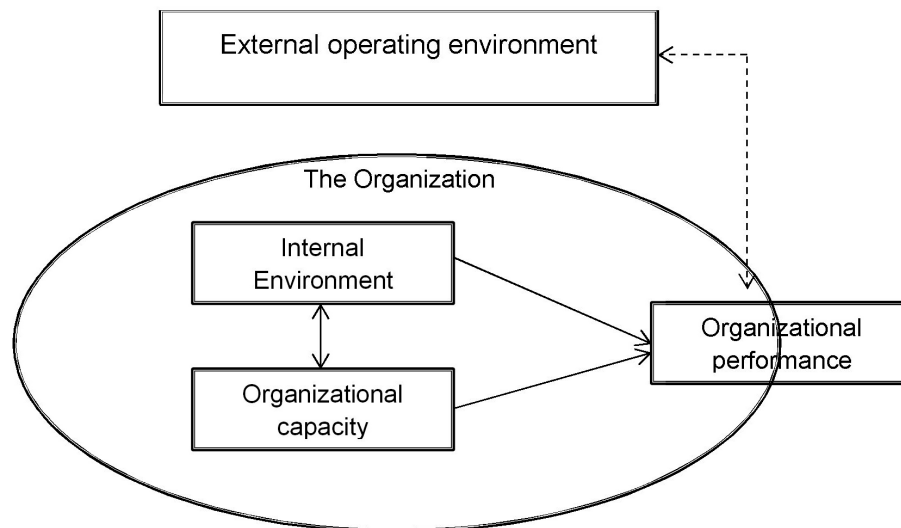 External operating environment
The Organization
Internal
Environment
Organizational
performance
Organizational
capacity